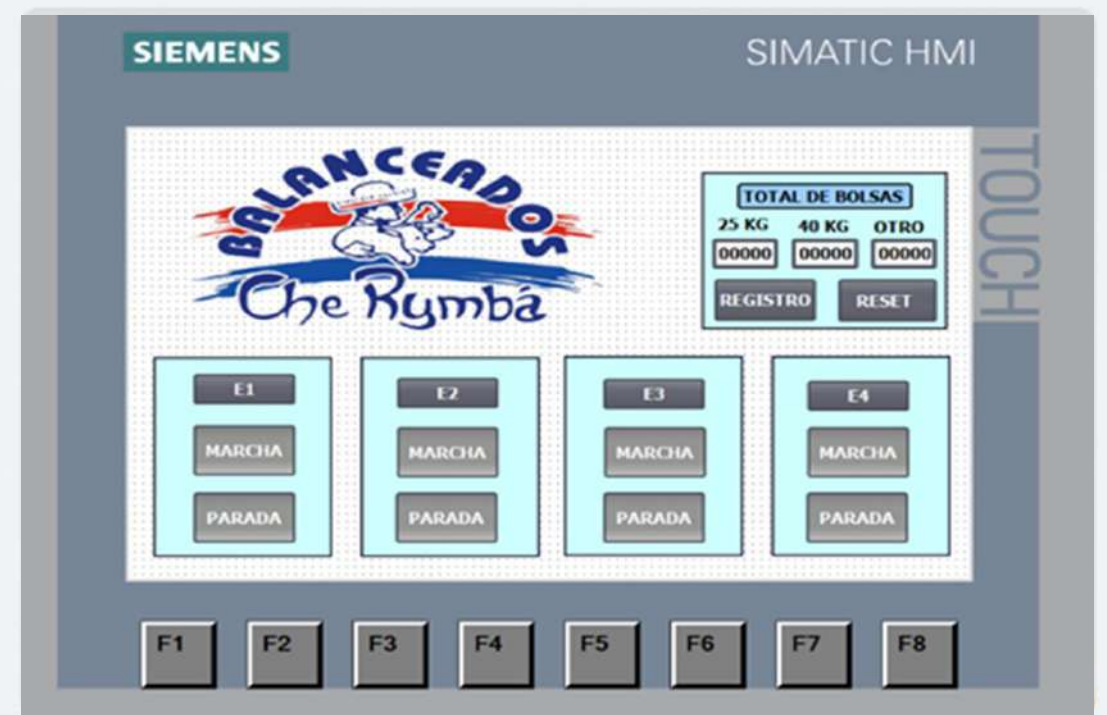 SIEMENS
SIMATIC HMI
TOUCH
BALANCEADOS
Che Rymbá
TOTAL DE BOLSAS
25 KG 40 KG OTRO
00000 00000 00000
REGISTRO RESET
E1 E2 E3 E4
MARCHA MARCHA MARCHA MARCHA
PARADA PARADA PARADA PARADA
F1 F2 F3 F4 F5 F6 F7 F8